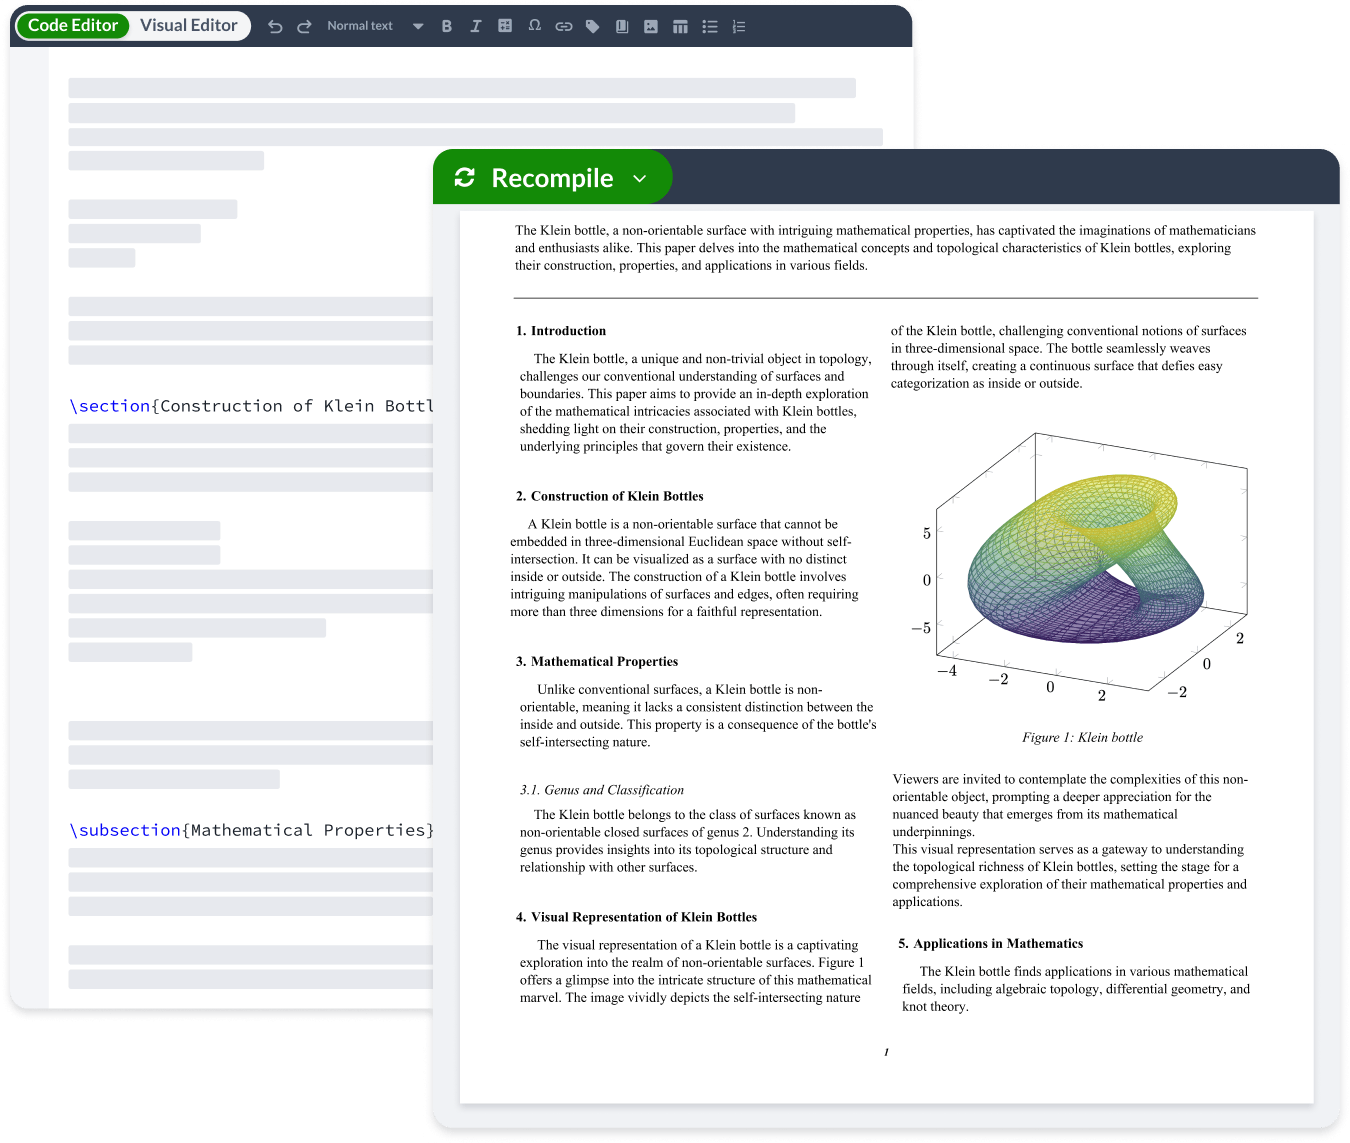 Code Editor Visual Editor Normal text
\section{Construction of Klein Bottl
\subsection{Mathematical Properties}
Recompile
The Klein bottle, a non-orientable surface with intriguing mathematical properties, has captivated the imaginations of mathematicians
and enthusiasts alike. This paper delves into the mathematical concepts and topological characteristics of Klein bottles, exploring
their construction, properties, and applications in various fields.
1. Introduction
The Klein bottle, a unique and non-trivial object in topology,
challenges our conventional understanding of surfaces and
boundaries. This paper aims to provide an in-depth exploration
of the mathematical intricacies associated with Klein bottles,
shedding light on their construction, properties, and the
underlying principles that govern their existence.
2. Construction of Klein Bottles
A Klein bottle is a non-orientable surface that cannot be
embedded in three-dimensional Euclidean space without self-
intersection. It can be visualized as a surface with no distinct
inside or outside. The construction of a Klein bottle involves
intriguing manipulations of surfaces and edges, often requiring
more than three dimensions for a faithful representation.
3. Mathematical Properties
Unlike conventional surfaces, a Klein bottle is non-
orientable, meaning it lacks a consistent distinction between the
inside and outside. This property is a consequence of the bottle's
self-intersecting nature.
3.1. Genus and Classification
The Klein bottle belongs to the class of surfaces known as
non-orientable closed surfaces of genus 2. Understanding its
genus provides insights into its topological structure and
relationship with other surfaces.
4. Visual Representation of Klein Bottles
The visual representation of a Klein bottle is a captivating
exploration into the realm of non-orientable surfaces. Figure 1
offers a glimpse into the intricate structure of this mathematical
marvel. The image vividly depicts the self-intersecting nature
of the Klein bottle, challenging conventional notions of surfaces
in three-dimensional space. The bottle seamlessly weaves
through itself, creating a continuous surface that defies easy
categorization as inside or outside.
5
0
−5
−4
−2
0
2
−2
0
2
Figure 1: Klein bottle
Viewers are invited to contemplate the complexities of this non-
orientable object, prompting a deeper appreciation for the
nuanced beauty that emerges from its mathematical
underpinnings.
This visual representation serves as a gateway to understanding
the topological richness of Klein bottles, setting the stage for a
comprehensive exploration of their mathematical properties and
applications.
5. Applications in Mathematics
The Klein bottle finds applications in various mathematical
fields, including algebraic topology, differential geometry, and
knot theory.
1